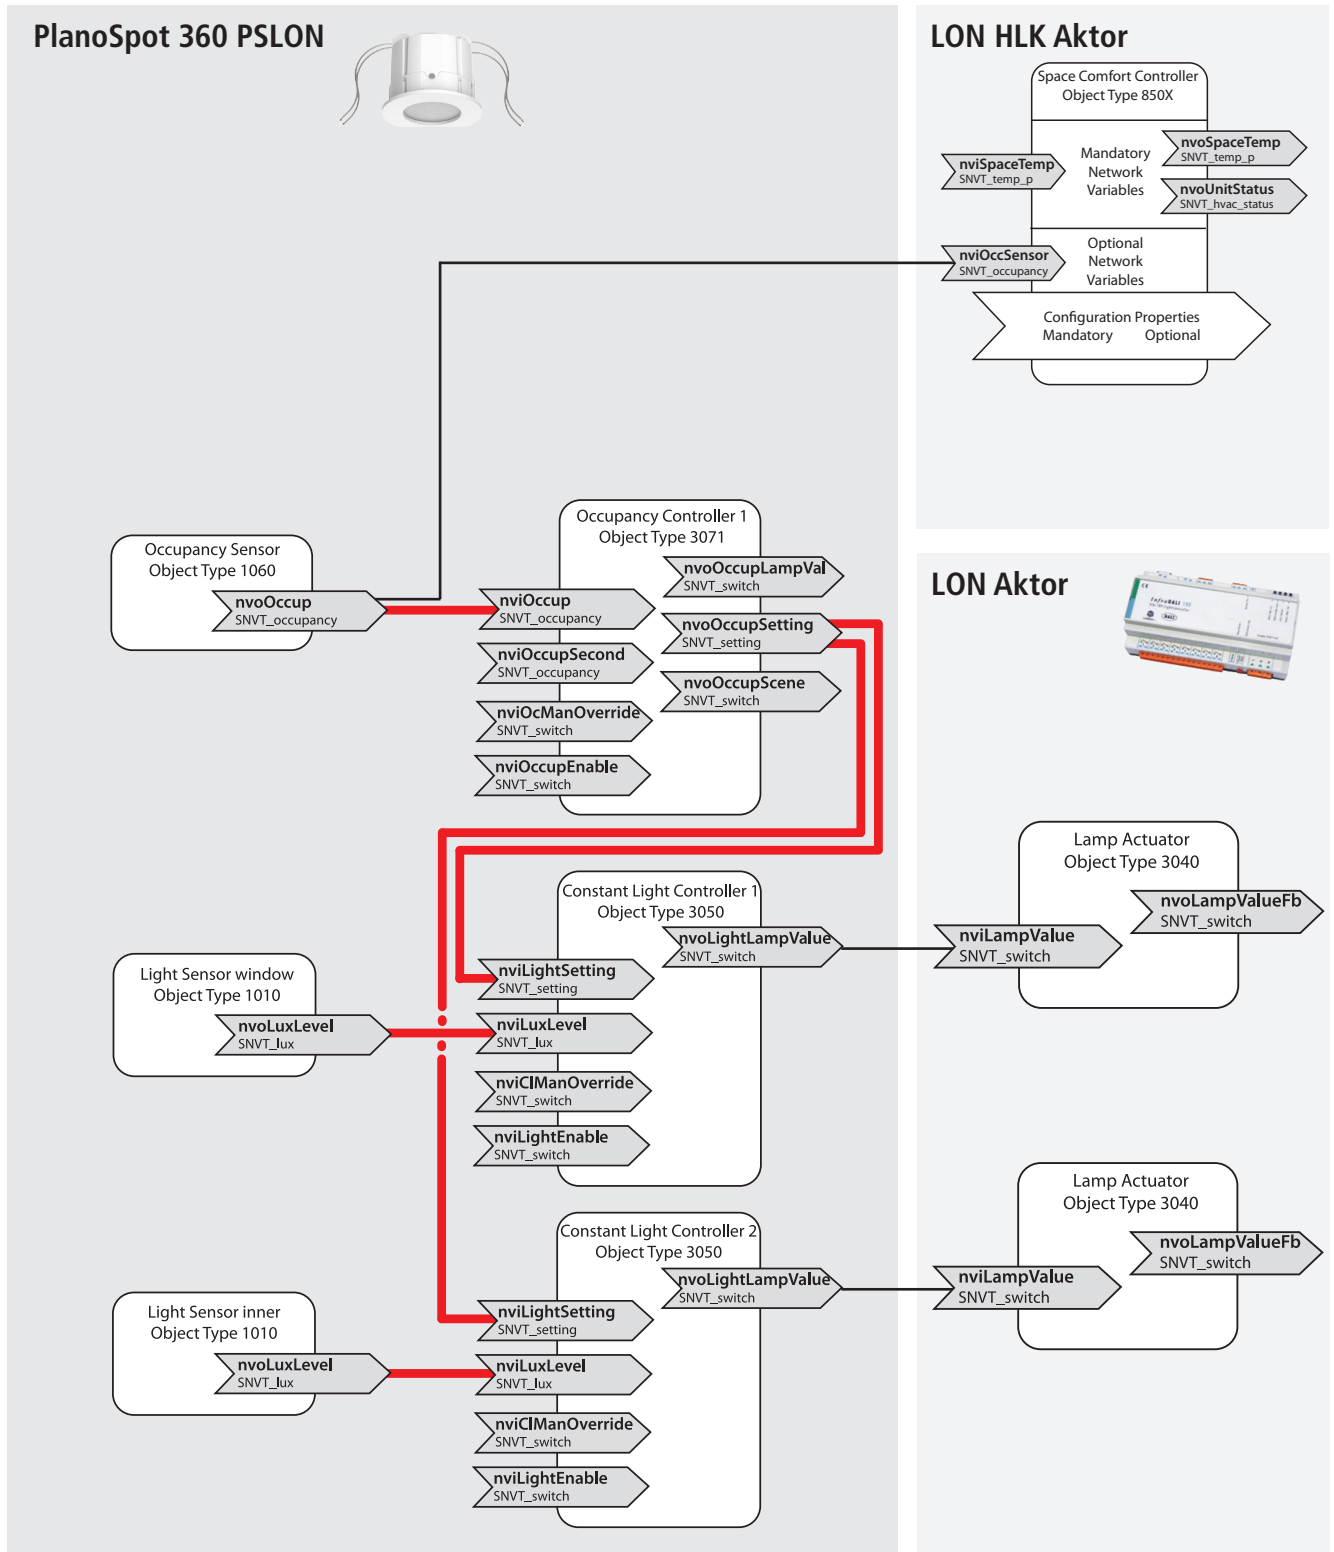 PlanoSpot 360 PSLON
LON HLK Aktor
Space Comfort Controller
Object Type 850X
nviSpaceTemp
SNVT_temp_p
Mandatory
Network
Variables
nvoSpaceTemp
SNVT_temp_p
nvoUnitStatus
SNVT_hvac_status
nviOccSensor
SNVT_occupancy
Optional
Network
Variables
Configuration Properties
Mandatory Optional
Occupancy Sensor
Object Type 1060
nvoOccup
SNVT_occupancy
Occupancy Controller 1
Object Type 3071
nviOccup
SNVT_occupancy
nviOccupSecond
SNVT_occupancy
nviOcManOverride
SNVT_switch
nviOccupEnable
SNVT_switch
nvoOccupLampVal
SNVT_switch
nvoOccupSetting
SNVT_setting
nvoOccupScene
SNVT_switch
LON Aktor
InfraDALI
DALI
Light Sensor window
Object Type 1010
nvoLuxLevel
SNVT_lux
Constant Light Controller 1
Object Type 3050
nvoLightLampValue
SNVT_switch
nviLightSetting
SNVT_setting
nviLuxLevel
SNVT_lux
nviClManOverride
SNVT_switch
nviLightEnable
SNVT_switch
Lamp Actuator
Object Type 3040
nvoLampValueFb
SNVT_switch
nviLampValue
SNVT_switch
Light Sensor inner
Object Type 1010
nvoLuxLevel
SNVT_lux
Constant Light Controller 2
Object Type 3050
nvoLightLampValue
SNVT_switch
nviLightSetting
SNVT_setting
nviLuxLevel
SNVT_lux
nviClManOverride
SNVT_switch
nviLightEnable
SNVT_switch
Lamp Actuator
Object Type 3040
nvoLampValueFb
SNVT_switch
nviLampValue
SNVT_switch